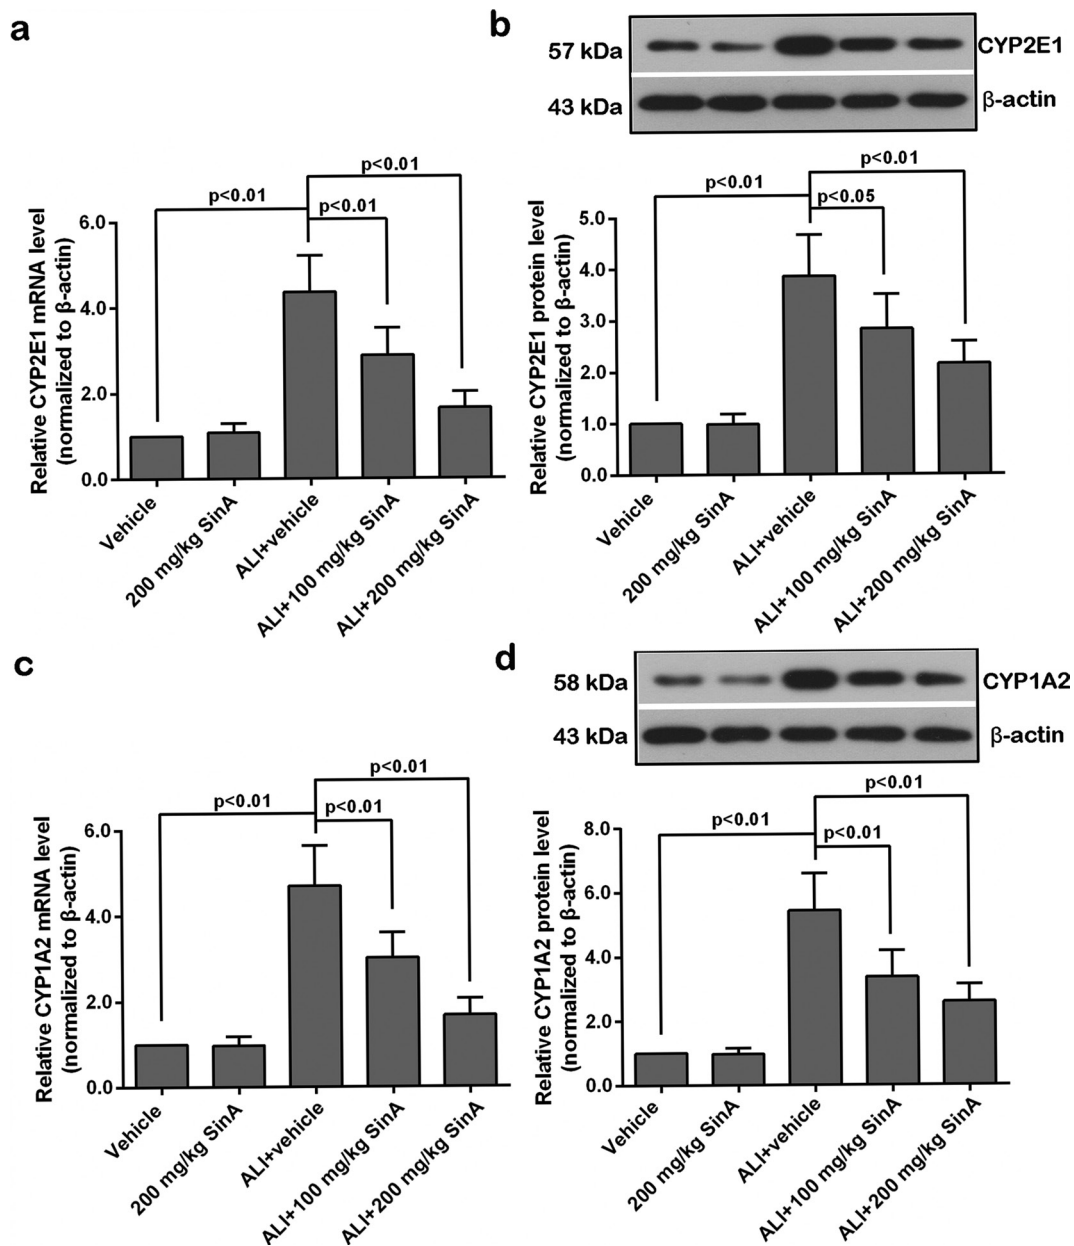 a
p<0.01
p<0.01
p<0.01
6.0
4.0
2.0
0.0
Relative CYP2E1 mRNA level
(normalized to β-actin)
Vehicle
200 mg/kg SinA
ALI+vehicle
ALI+100 mg/kg SinA
ALI+200 mg/kg SinA
b
57 kDa
CYP2E1
43 kDa
β-actin
p<0.01
p<0.01
p<0.05
5.0
4.0
3.0
2.0
1.0
0.0
Relative CYP2E1 protein level
(normalized to β-actin)
Vehicle
200 mg/kg SinA
ALI+vehicle
ALI+100 mg/kg SinA
ALI+200 mg/kg SinA
c
p<0.01
p<0.01
p<0.01
6.0
4.0
2.0
0.0
Relative CYP1A2 mRNA level
(normalized to β-actin)
Vehicle
200 mg/kg SinA
ALI+vehicle
ALI+100 mg/kg SinA
ALI+200 mg/kg SinA
d
58 kDa
CYP1A2
43 kDa
β-actin
p<0.01
p<0.01
p<0.01
8.0
6.0
4.0
2.0
0.0
Relative CYP1A2 protein level
(normalized to β-actin)
Vehicle
200 mg/kg SinA
ALI+vehicle
ALI+100 mg/kg SinA
ALI+200 mg/kg SinA